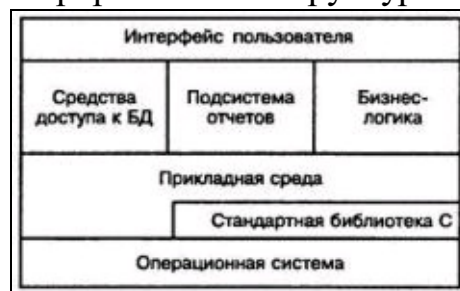 Интерфейс пользователя
Средства
доступа к БД
Подсистема
отчетов
Бизнес-
логика
Прикладная среда
Стандартная библиотека С
Операционная система